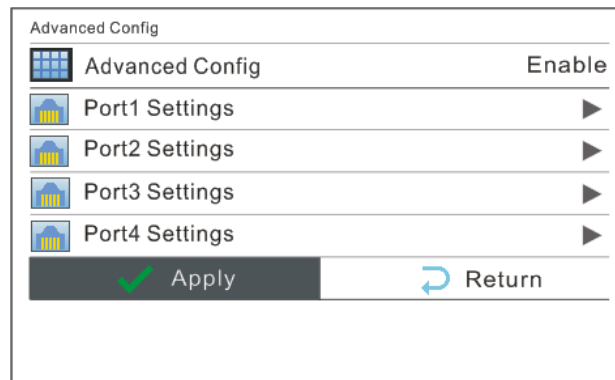 Advanced Config
Advanced Config Enable
Port1 Settings
Port2 Settings
Port3 Settings
Port4 Settings
Apply Return